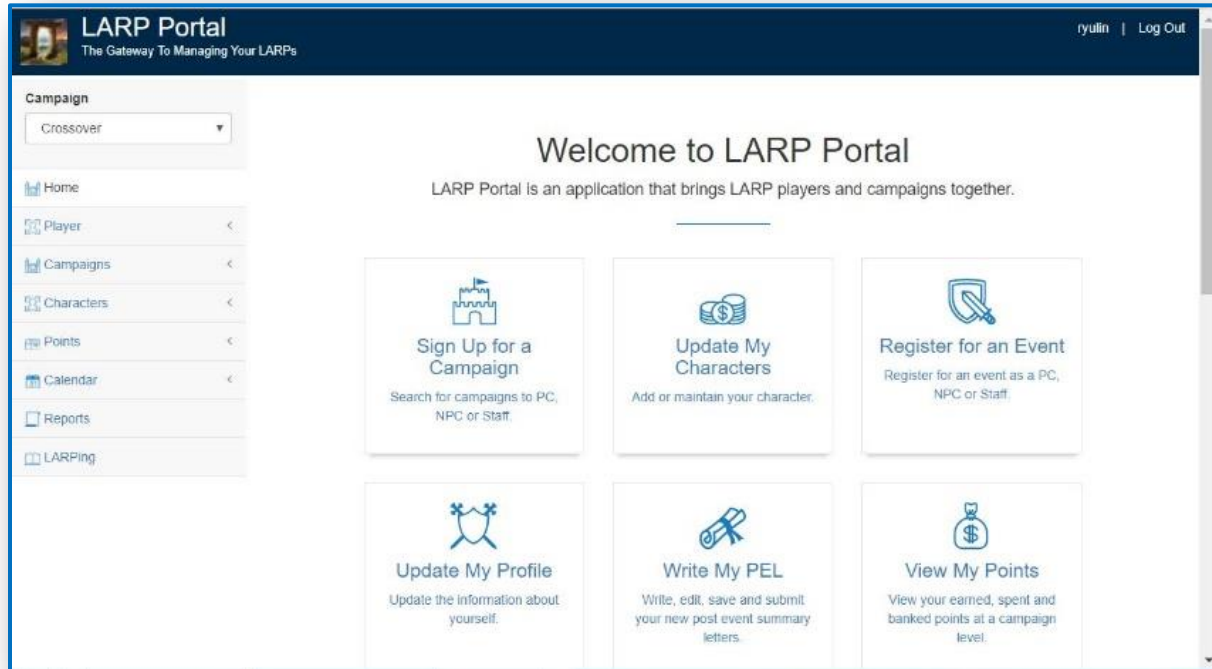 LARP Portal
The Gateway To Managing Your LARPs
ryulin | Log Out
Campaign
Crossover
Home
Player
Campaigns
Characters
Points
Calendar
Reports
LARPing
Welcome to LARP Portal
LARP Portal is an application that brings LARP players and campaigns together.
Sign Up for a
Campaign
Search for campaigns to PC,
NPC or Staff.
Update My
Characters
Add or maintain your character.
Register for an Event
Register for an event as a PC,
NPC or Staff.
Update My Profile
Update the information about
yourself.
Write My PEL
Write, edit, save and submit
your new post event summary
letters.
View My Points
View your earned, spent and
banked points at a campaign
level.